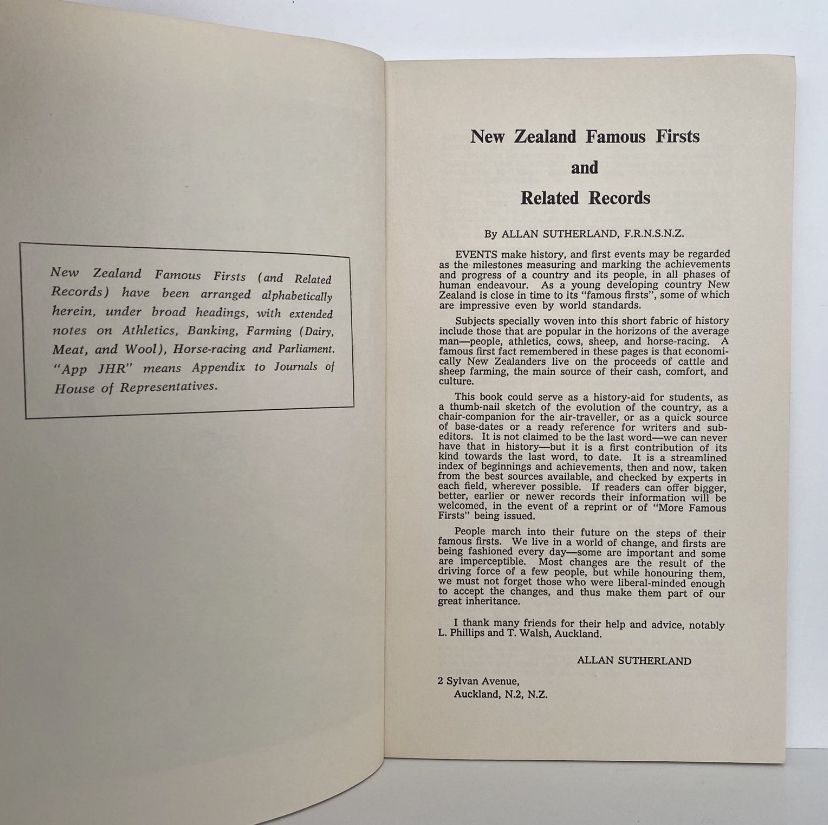 New Zealand Famous Firsts (and Related
Records) have been arranged alphabetically
herein, under broad headings, with extended
notes on Athletics, Banking, Farming (Dairy,
Meat, and Wool), Horse-racing and Parliament.
"App JHR" means Appendix to Journals of
House of Representatives.
New Zealand Famous Firsts
and
Related Records
By ALLAN SUTHERLAND, F.R.N.S.N.Z.
EVENTS make history, and first events may be regarded
as the milestones measuring and marking the achievements
and progress of a country and its people, in all phases of
human endeavour. As a young developing country New
Zealand is close in time to its "famous firsts", some of which
are impressive even by world standards.
Subjects specially woven into this short fabric of history
include those that are popular in the horizons of the average
man—people, athletics, cows, sheep, and horse-racing. A
famous first fact remembered in these pages is that economi-
cally New Zealanders live on the proceeds of cattle and
sheep farming, the main source of their cash, comfort, and
culture.
This book could serve as a history-aid for students, as
a thumb-nail sketch of the evolution of the country, as a
chair-companion for the air-traveller, or as a quick source
of base-dates or a ready reference for writers and sub-
editors. It is not claimed to be the last word—we can never
have that in history—but it is a first contribution of its
kind towards the last word, to date. It is a streamlined
index of beginnings and achievements, then and now, taken
from the best sources available, and checked by experts in
each field, wherever possible. If readers can offer bigger,
better, earlier or newer records their information will be
welcomed, in the event of a reprint or of "More Famous
Firsts" being issued.
People march into their future on the steps of their
famous firsts. We live in a world of change, and firsts are
being fashioned every day—some are important and some
are imperceptible. Most changes are the result of the
driving force of a few people, but while honouring them,
we must not forget those who were liberal-minded enough
to accept the changes, and thus make them part of our
great inheritance.
I thank many friends for their help and advice, notably
L. Phillips and T. Walsh, Auckland.
ALLAN SUTHERLAND
2 Sylvan Avenue,
Auckland, N.2, N.Z.